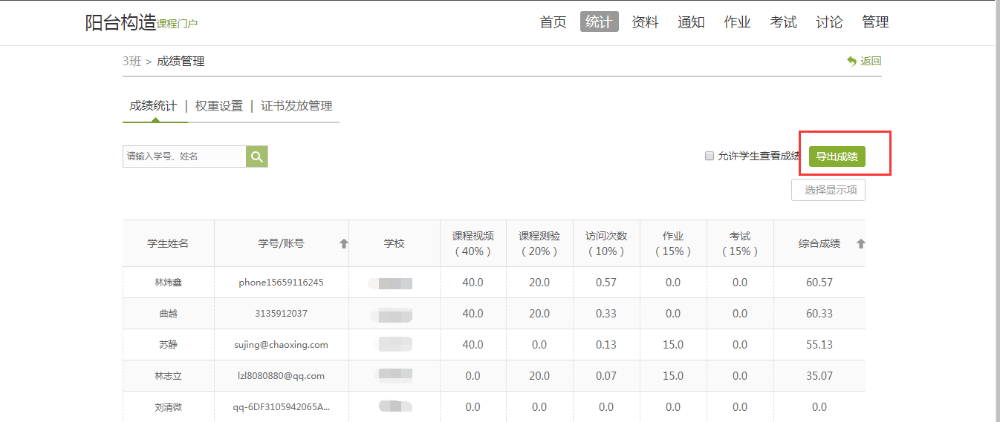 阳台构造课程门户 首页 统计 资料 通知 作业 考试 讨论 管理
3班 > 成绩管理 返回
成绩统计 | 权重设置 | 证书发放管理
请输入学号、姓名 允许学生查看成绩 导出成绩
选择显示项
学生姓名 学号/账号 学校 课程视频（40%） 课程测验（20%） 访问次数（10%） 作业（15%） 考试（15%） 综合成绩
林炜鑫 phone15659116245 40.0 20.0 0.57 0.0 0.0 60.57
曲越 3135912037 40.0 20.0 0.33 0.0 0.0 60.33
苏静 sujing@chaoxing.com 40.0 0.0 0.13 15.0 0.0 55.13
林志立 lzl8080880@qq.com 0.0 20.0 0.07 15.0 0.0 35.07
刘清微 qq-6DF3105942065A... 0.0 0.0 0.0 0.0 0.0 0.0